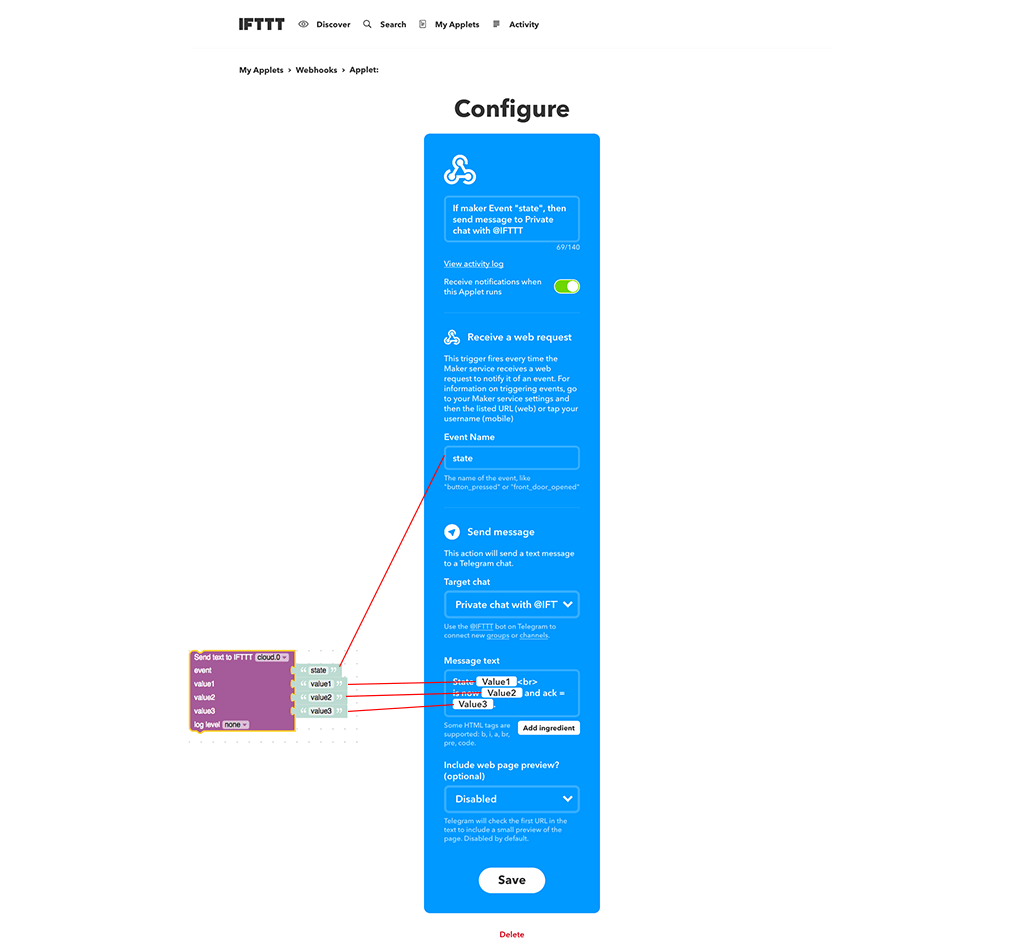 IFTTT Discover Search My Applets Activity
My Applets › Webhooks › Applet:
Configure
If maker Event "state", then
send message to Private
chat with @IFTTT
69/140
View activity log
Receive notifications when
this Applet runs
Receive a web request
This trigger fires every time the
Maker service receives a web
request to notify it of an event. For
information on triggering events, go
to your Maker service settings and
then the listed URL (web) or tap your
username (mobile)
Event Name
state
The name of the event, like
"button_pressed" or "front_door_opened"
Send message
This action will send a text message
to a Telegram chat.
Target chat
Private chat with @IFT
Use the @IFTTT bot on Telegram to
connect new groups or channels.
Message text
State Value1 <br>
is now Value2 and ack =
Value3 .
Some HTML tags are
supported: b, i, a, br,
pre, code.
Add ingredient
Include web page preview?
(optional)
Disabled
Telegram will check the first URL in the
text to include a small preview of the
page. Disabled by default.
Save
Delete
Send text to IFTTT cloud.0
event “ state ”
value1 “ value1 ”
value2 “ value2 ”
value3 “ value3 ”
log level none